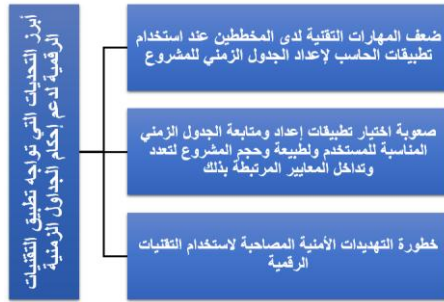 أبرز التحديات التي تواجه تطبيق التقنيات
الرقمية لدعم إحكام الجداول الزمنية
ضعف المهارات التقنية لدى المخططين عند استخدام
تطبيقات الحاسب لإعداد الجدول الزمني للمشروع
صعوبة اختيار تطبيقات إعداد ومتابعة الجدول الزمني
المناسبة للمستخدم ولطبيعة وحجم المشروع لتعدد
وتداخل المعايير المرتبطة بذلك
خطورة التهديدات الأمنية المصاحبة لاستخدام التقنيات
الرقمية